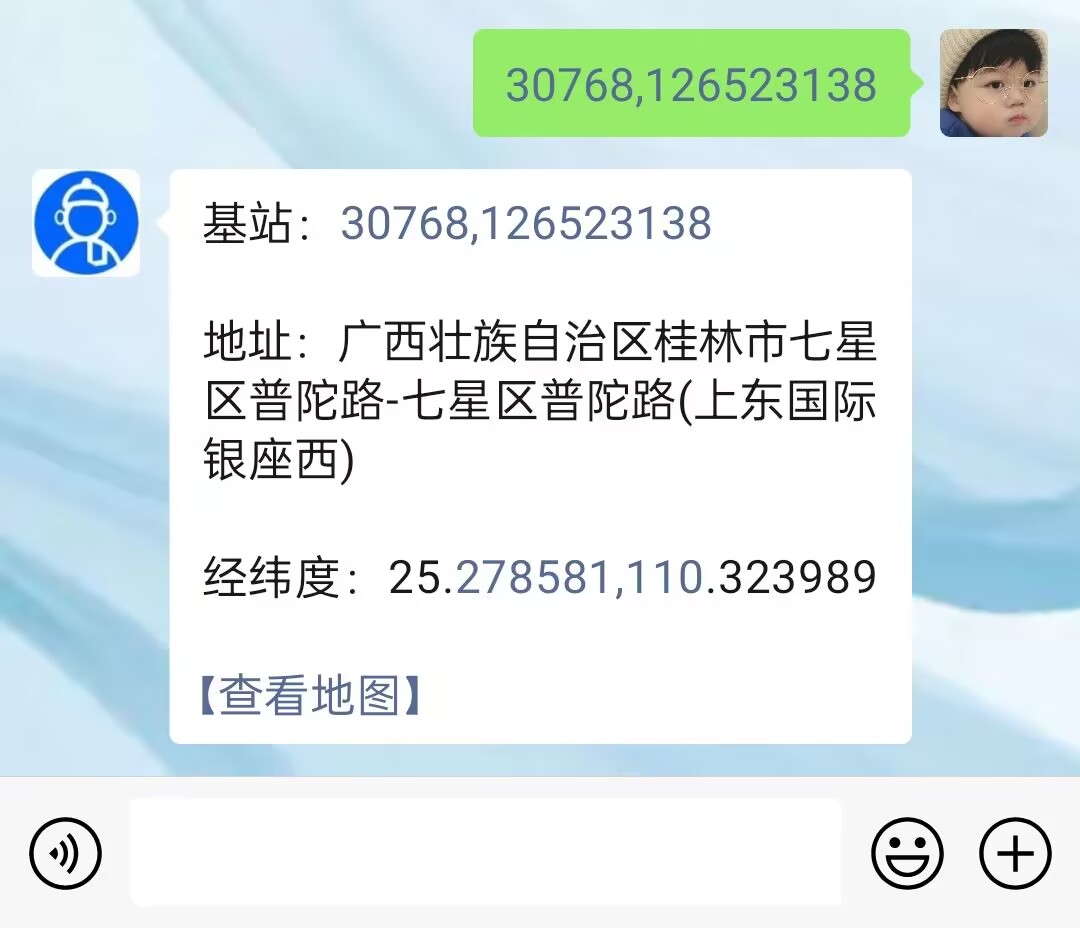 30768,126523138
基站：30768,126523138
地址：广西壮族自治区桂林市七星
区普陀路-七星区普陀路(上东国际
银座西)
经纬度：25.278581,110.323989
【查看地图】